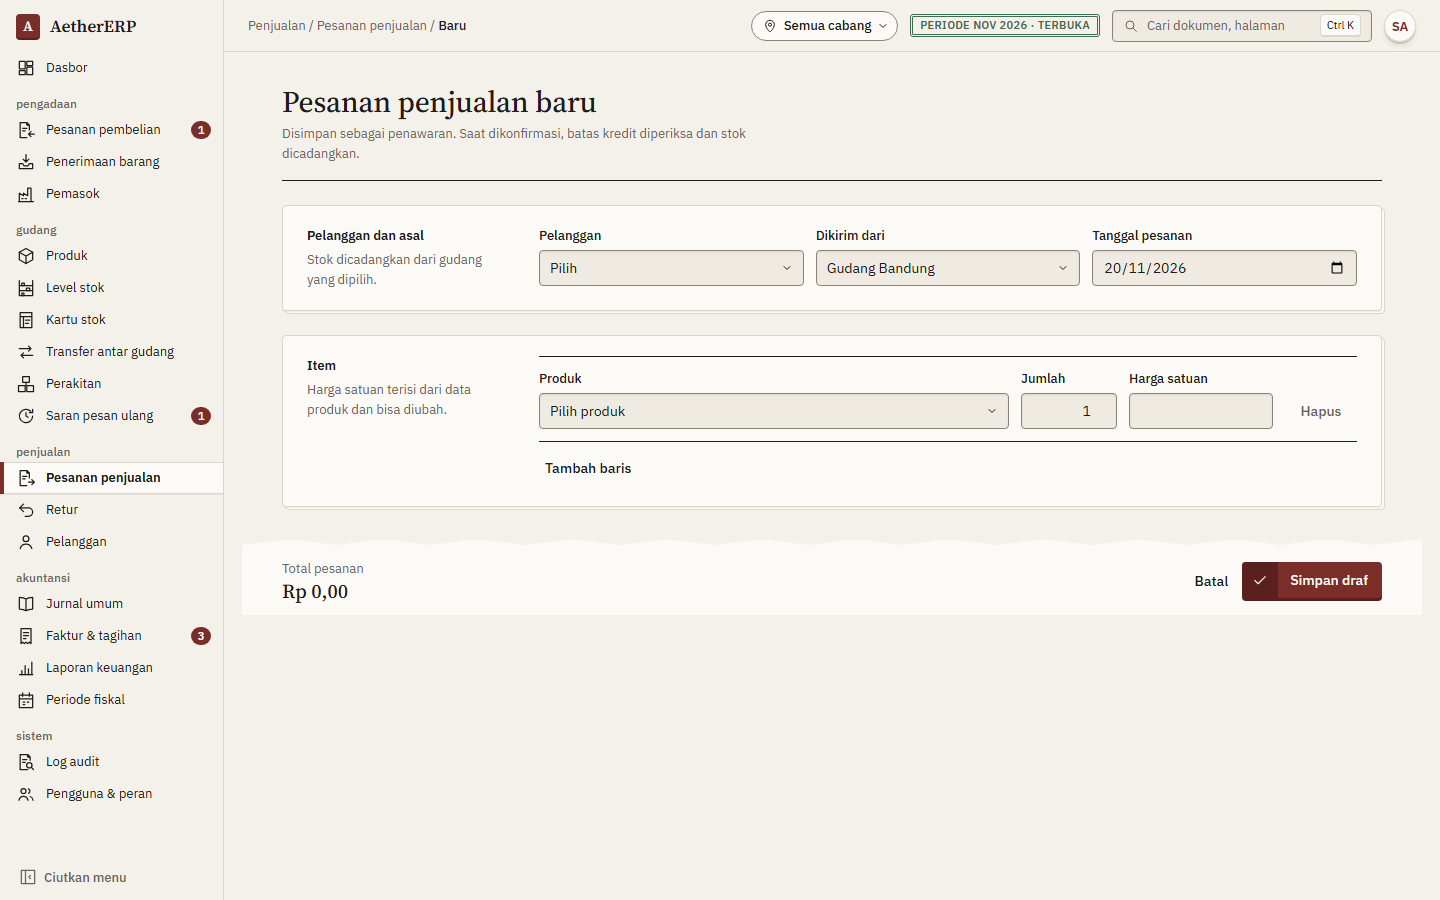 A AetherERP
Penjualan / Pesanan penjualan / Baru
Semua cabang
PERIODE NOV 2026 · TERBUKA
Cari dokumen, halaman
Ctrl K
SA
Dasbor
pengadaan
Pesanan pembelian 1
Penerimaan barang
Pemasok
gudang
Produk
Level stok
Kartu stok
Transfer antar gudang
Perakitan
Saran pesan ulang 1
penjualan
Pesanan penjualan
Retur
Pelanggan
akuntansi
Jurnal umum
Faktur & tagihan 3
Laporan keuangan
Periode fiskal
sistem
Log audit
Pengguna & peran
Ciutkan menu
Pesanan penjualan baru
Disimpan sebagai penawaran. Saat dikonfirmasi, batas kredit diperiksa dan stok
dicadangkan.
Pelanggan dan asal
Stok dicadangkan dari gudang
yang dipilih.
Pelanggan
Pilih
Dikirim dari
Gudang Bandung
Tanggal pesanan
20/11/2026
Item
Harga satuan terisi dari data
produk dan bisa diubah.
Produk
Jumlah
Harga satuan
Pilih produk
1
Hapus
Tambah baris
Total pesanan
Rp 0,00
Batal
Simpan draf